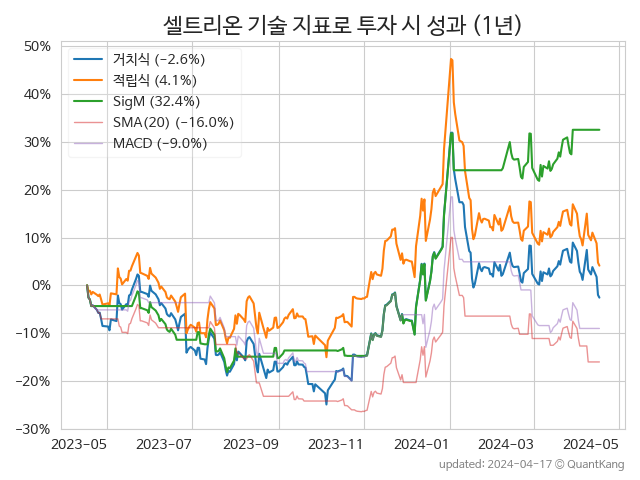 셀트리온 기술 지표로 투자 시 성과 (1년)
50%
40%
30%
20%
10%
0%
−10%
−20%
−30%
거치식 (−2.6%)
적립식 (4.1%)
SigM (32.4%)
SMA(20) (−16.0%)
MACD (−9.0%)
2023-05
2023-07
2023-09
2023-11
2024-01
2024-03
2024-05
updated: 2024-04-17 © QuantKang